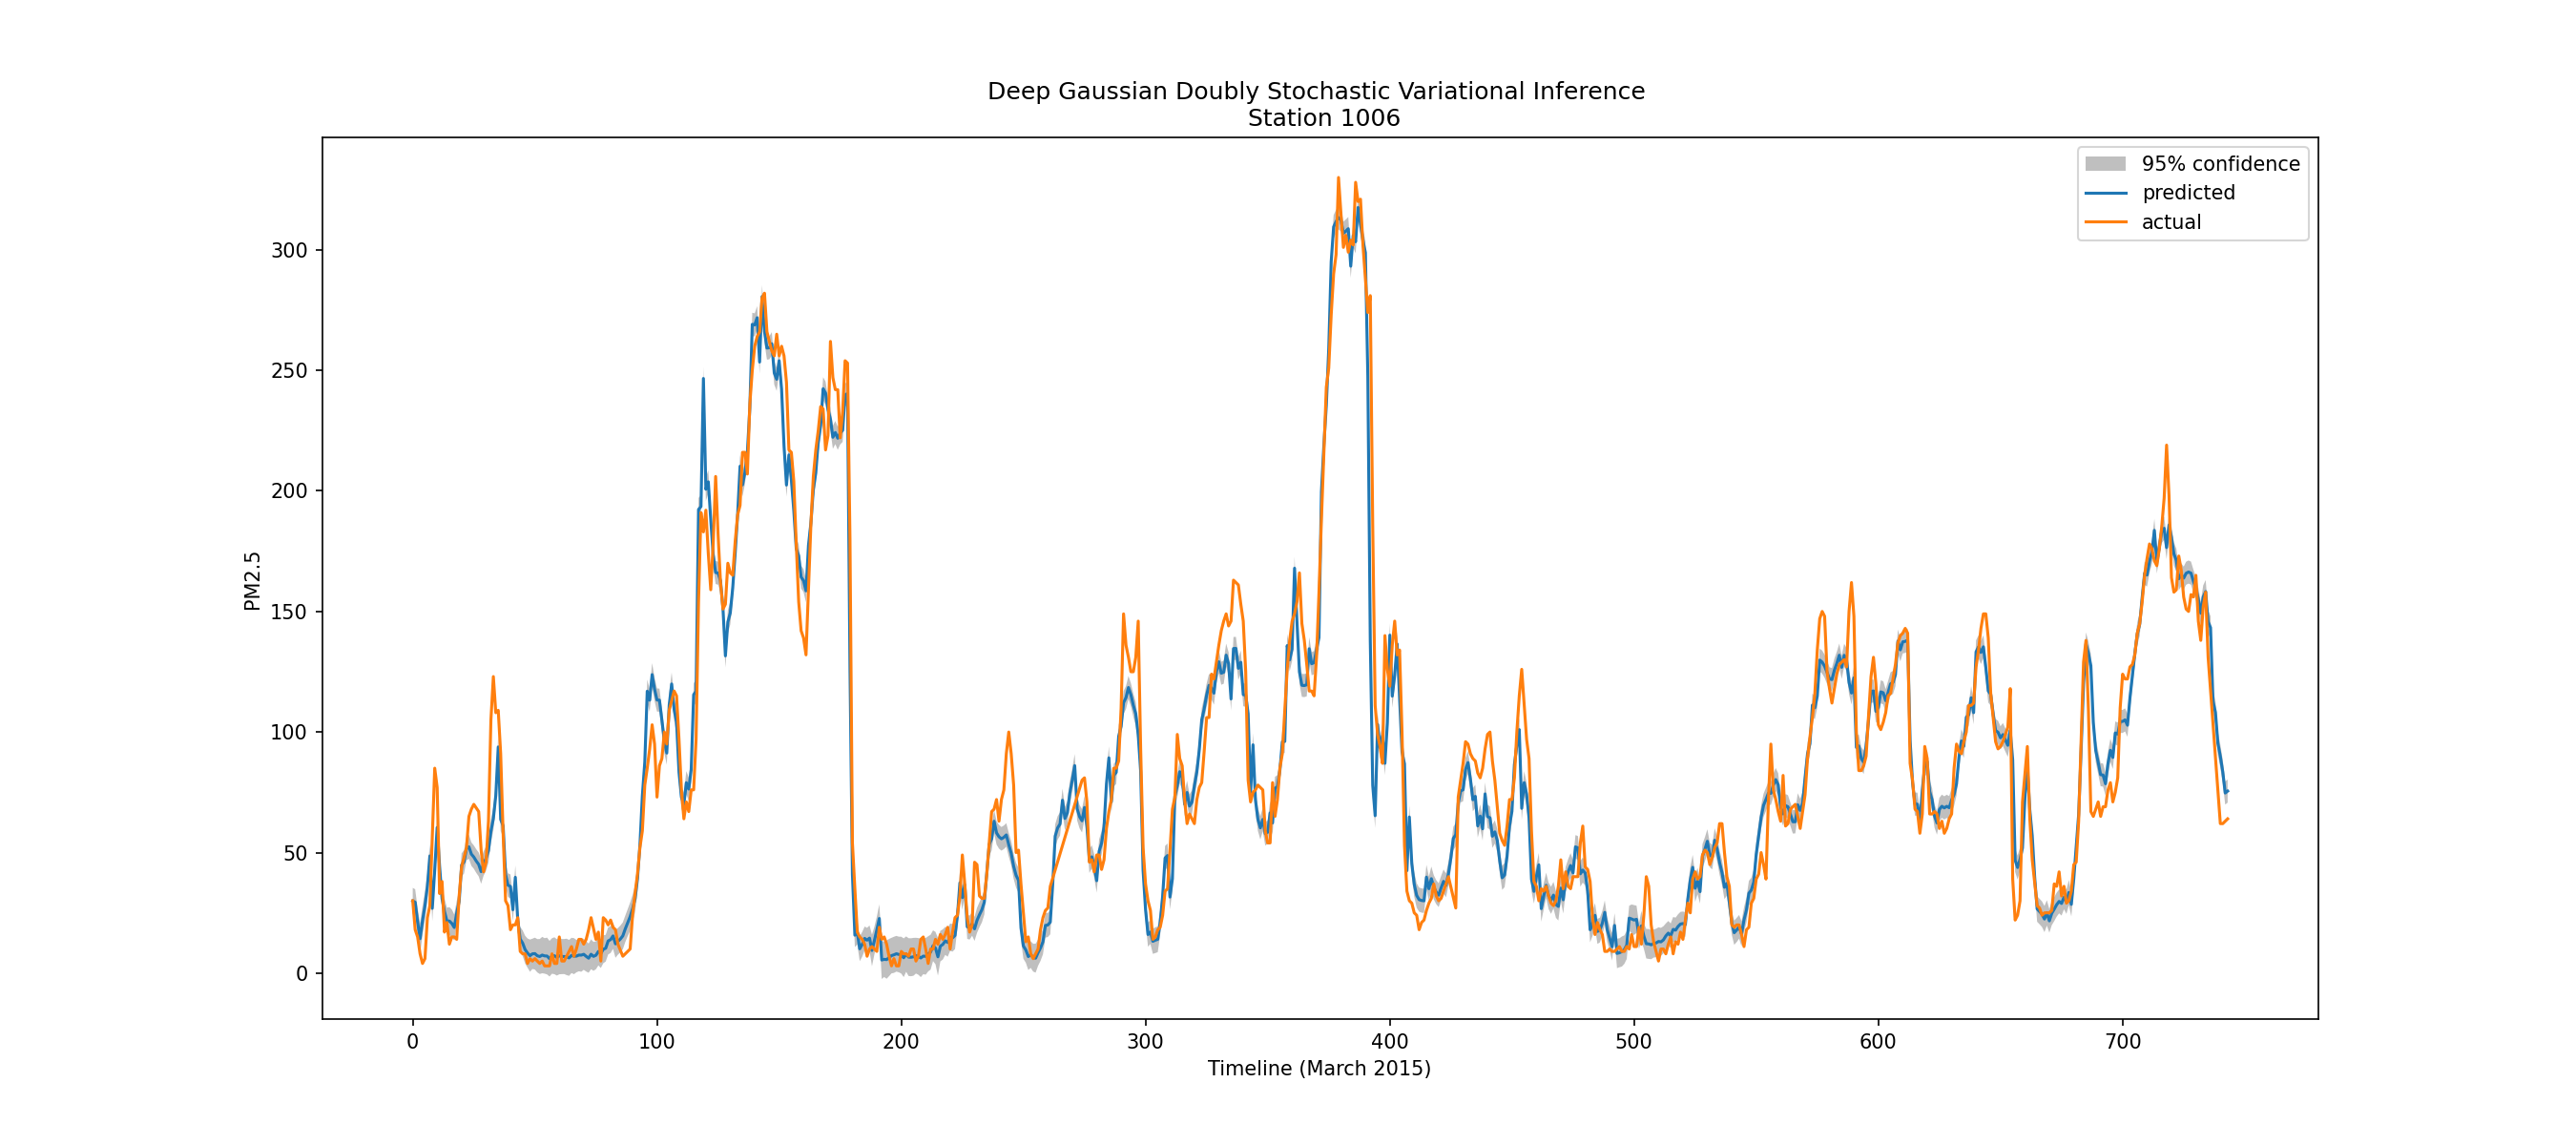 Deep Gaussian Doubly Stochastic Variational Inference
Station 1006
95% confidence
predicted
actual
PM2.5
300
250
200
150
100
50
0
0 100 200 300 400 500 600 700
Timeline (March 2015)